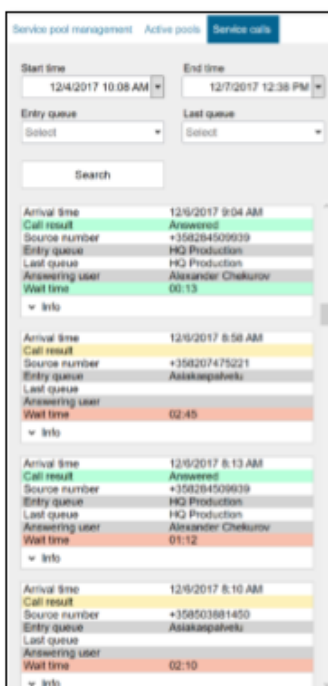 Service pool management Active pools Service calls
Start time End time
12/4/2017 10:08 AM 12/7/2017 12:38 PM
Entry queue Last queue
Select Select
Search
Arrival time 12/6/2017 9:04 AM
Call result Answered
Source number +358284509939
Entry queue HQ Production
Last queue HQ Production
Answering user Alexander Chekurov
Wait time 00:13
Info
Arrival time 12/6/2017 8:58 AM
Call result
Source number +358207475221
Entry queue Asiakaspalvelu
Last queue
Answering user
Wait time 02:45
Info
Arrival time 12/6/2017 8:13 AM
Call result Answered
Source number +358284509939
Entry queue HQ Production
Last queue HQ Production
Answering user Alexander Chekurov
Wait time 01:12
Info
Arrival time 12/6/2017 8:10 AM
Call result
Source number +358503881450
Entry queue Asiakaspalvelu
Last queue
Answering user
Wait time 02:10
Info